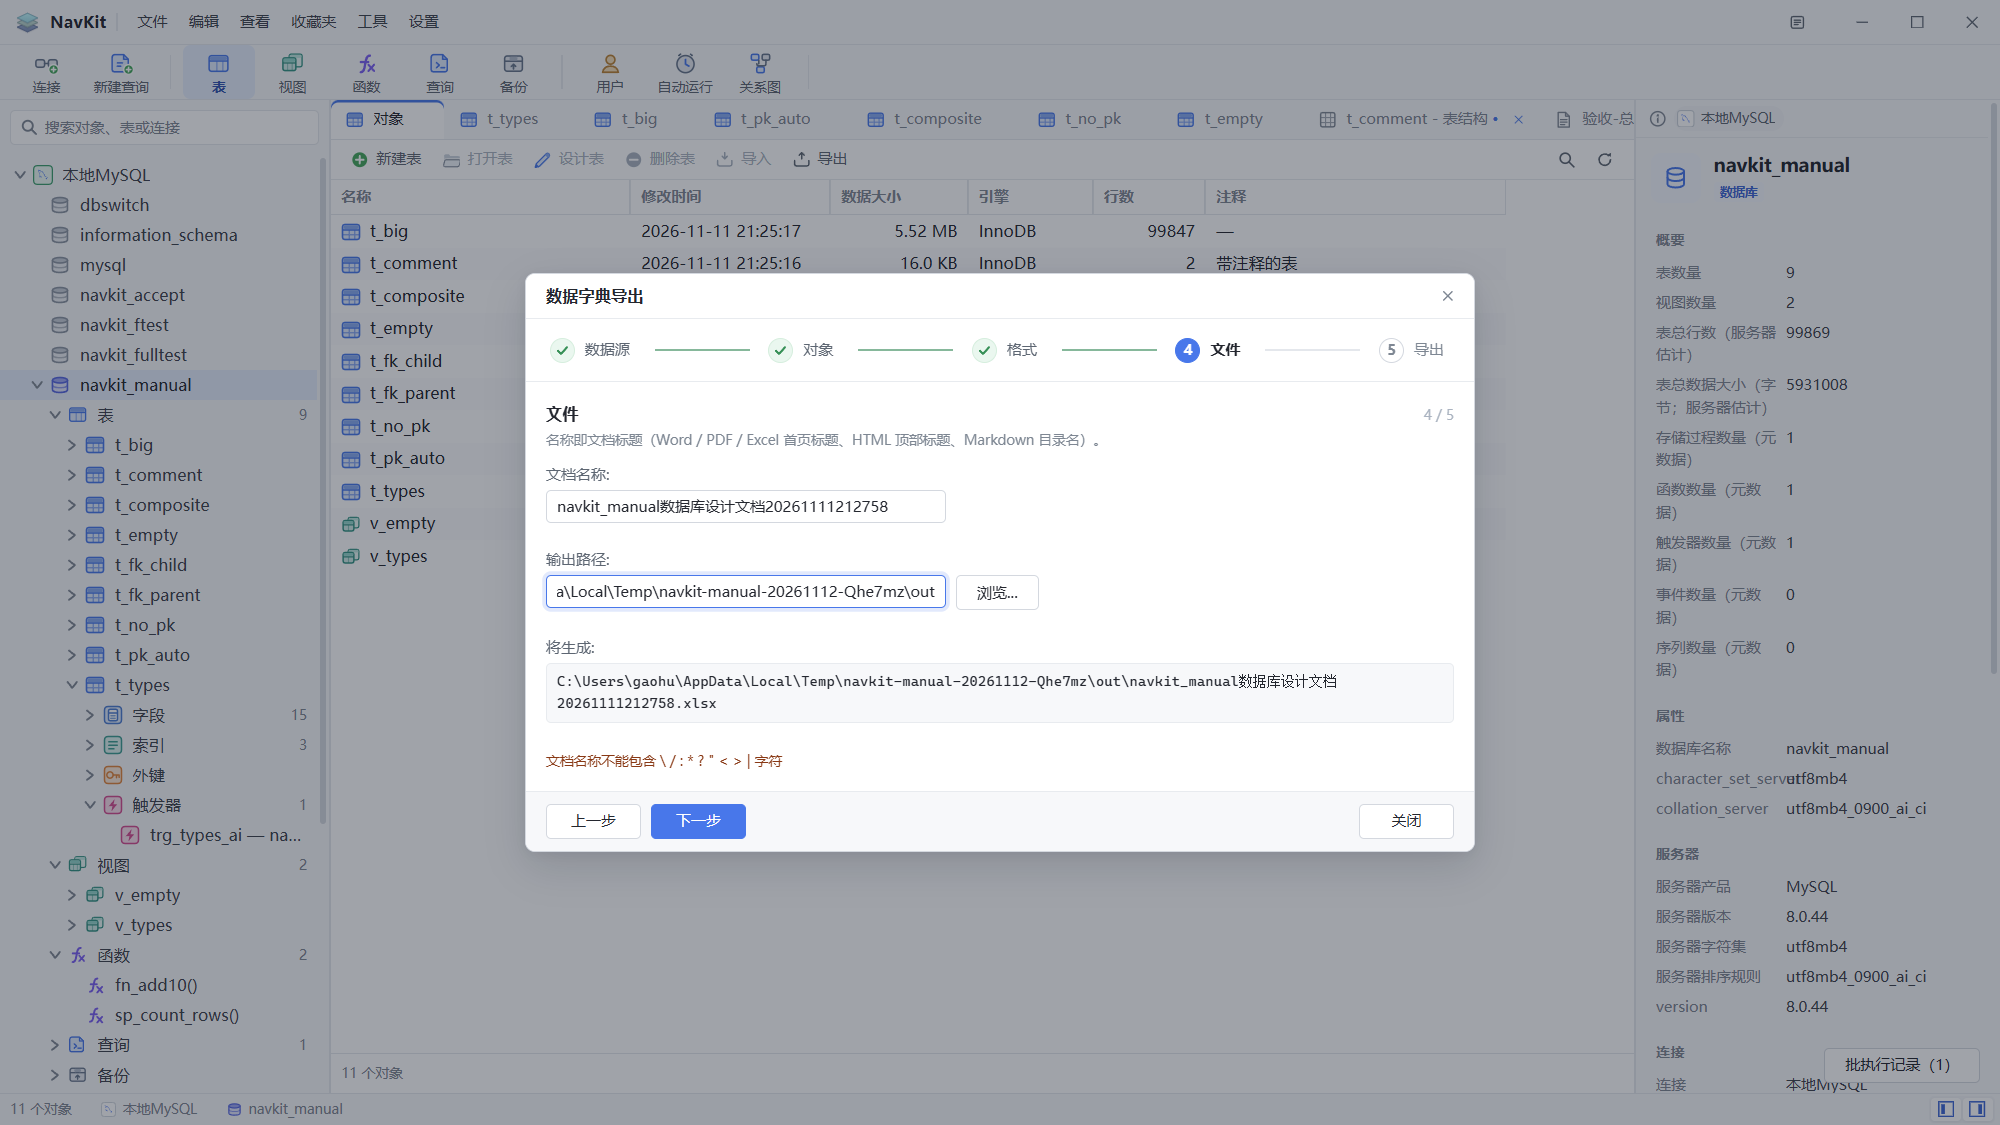 NavKit 文件 编辑 查看 收藏夹 工具 设置
连接 新建查询 表 视图 函数 查询 备份 用户 自动运行 关系图
搜索对象、表或连接
本地MySQL
dbswitch
information_schema
mysql
navkit_accept
navkit_ftest
navkit_fulltest
navkit_manual
表 9
t_big
t_comment
t_composite
t_empty
t_fk_child
t_fk_parent
t_no_pk
t_pk_auto
t_types
字段 15
索引 3
外键
触发器 1
trg_types_ai — na...
视图 2
v_empty
v_types
函数 2
fn_add10()
sp_count_rows()
查询 1
备份
对象 t_types t_big t_pk_auto t_composite t_no_pk t_empty t_comment - 表结构 • 验收-总
新建表 打开表 设计表 删除表 导入 导出
名称 修改时间 数据大小 引擎 行数 注释
t_big 2026-11-11 21:25:17 5.52 MB InnoDB 99847 —
t_comment 2026-11-11 21:25:16 16.0 KB InnoDB 2 带注释的表
t_composite
t_empty
t_fk_child
t_fk_parent
t_no_pk
t_pk_auto
t_types
v_empty
v_types
11 个对象
数据字典导出
数据源 对象 格式 4 文件 5 导出
文件 4 / 5
名称即文档标题（Word / PDF / Excel 首页标题、HTML 顶部标题、Markdown 目录名）。
文档名称:
navkit_manual数据库设计文档20261111212758
输出路径:
a\Local\Temp\navkit-manual-20261112-Qhe7mz\out 浏览...
将生成:
C:\Users\gaohu\AppData\Local\Temp\navkit-manual-20261112-Qhe7mz\out\navkit_manual数据库设计文档
20261111212758.xlsx
文档名称不能包含 \ / : * ? " < > | 字符
上一步 下一步 关闭
本地MySQL
navkit_manual
数据库
概要
表数量 9
视图数量 2
表总行数（服务器 99869
估计）
表总数据大小（字 5931008
节；服务器估计）
存储过程数量（元 1
数据）
函数数量（元数 1
据）
触发器数量（元数 1
据）
事件数量（元数 0
据）
序列数量（元数 0
据）
属性
数据库名称 navkit_manual
character_set_serv utf8mb4
collation_server utf8mb4_0900_ai_ci
服务器
服务器产品 MySQL
服务器版本 8.0.44
服务器字符集 utf8mb4
服务器排序规则 utf8mb4_0900_ai_ci
version 8.0.44
连接
批执行记录（1）
连接 本地MySQL
11 个对象 本地MySQL navkit_manual